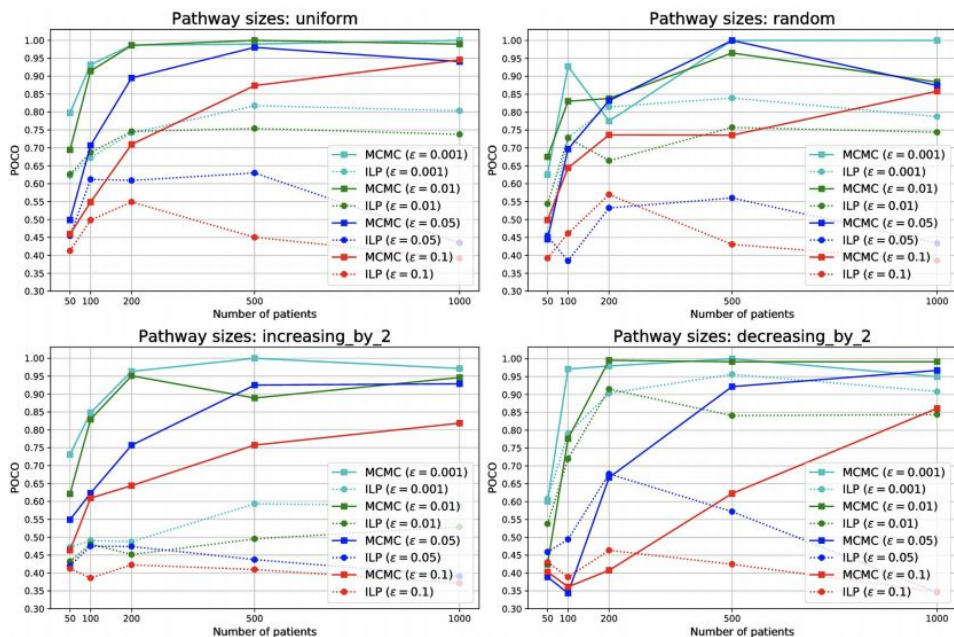 Pathway sizes: uniform
POCO
1.00
0.95
0.90
0.85
0.80
0.75
0.70
0.65
0.60
0.55
0.50
0.45
0.40
0.35
0.30
MCMC (ε = 0.001)
ILP (ε = 0.001)
MCMC (ε = 0.01)
ILP (ε = 0.01)
MCMC (ε = 0.05)
ILP (ε = 0.05)
MCMC (ε = 0.1)
ILP (ε = 0.1)
50 100 200 500 1000
Number of patients
Pathway sizes: random
POCO
1.00
0.95
0.90
0.85
0.80
0.75
0.70
0.65
0.60
0.55
0.50
0.45
0.40
0.35
0.30
MCMC (ε = 0.001)
ILP (ε = 0.001)
MCMC (ε = 0.01)
ILP (ε = 0.01)
MCMC (ε = 0.05)
ILP (ε = 0.05)
MCMC (ε = 0.1)
ILP (ε = 0.1)
50 100 200 500 1000
Number of patients
Pathway sizes: increasing_by_2
POCO
1.00
0.95
0.90
0.85
0.80
0.75
0.70
0.65
0.60
0.55
0.50
0.45
0.40
0.35
0.30
MCMC (ε = 0.001)
ILP (ε = 0.001)
MCMC (ε = 0.01)
ILP (ε = 0.01)
MCMC (ε = 0.05)
ILP (ε = 0.05)
MCMC (ε = 0.1)
ILP (ε = 0.1)
50 100 200 500 1000
Number of patients
Pathway sizes: decreasing_by_2
POCO
1.00
0.95
0.90
0.85
0.80
0.75
0.70
0.65
0.60
0.55
0.50
0.45
0.40
0.35
0.30
MCMC (ε = 0.001)
ILP (ε = 0.001)
MCMC (ε = 0.01)
ILP (ε = 0.01)
MCMC (ε = 0.05)
ILP (ε = 0.05)
MCMC (ε = 0.1)
ILP (ε = 0.1)
50 100 200 500 1000
Number of patients